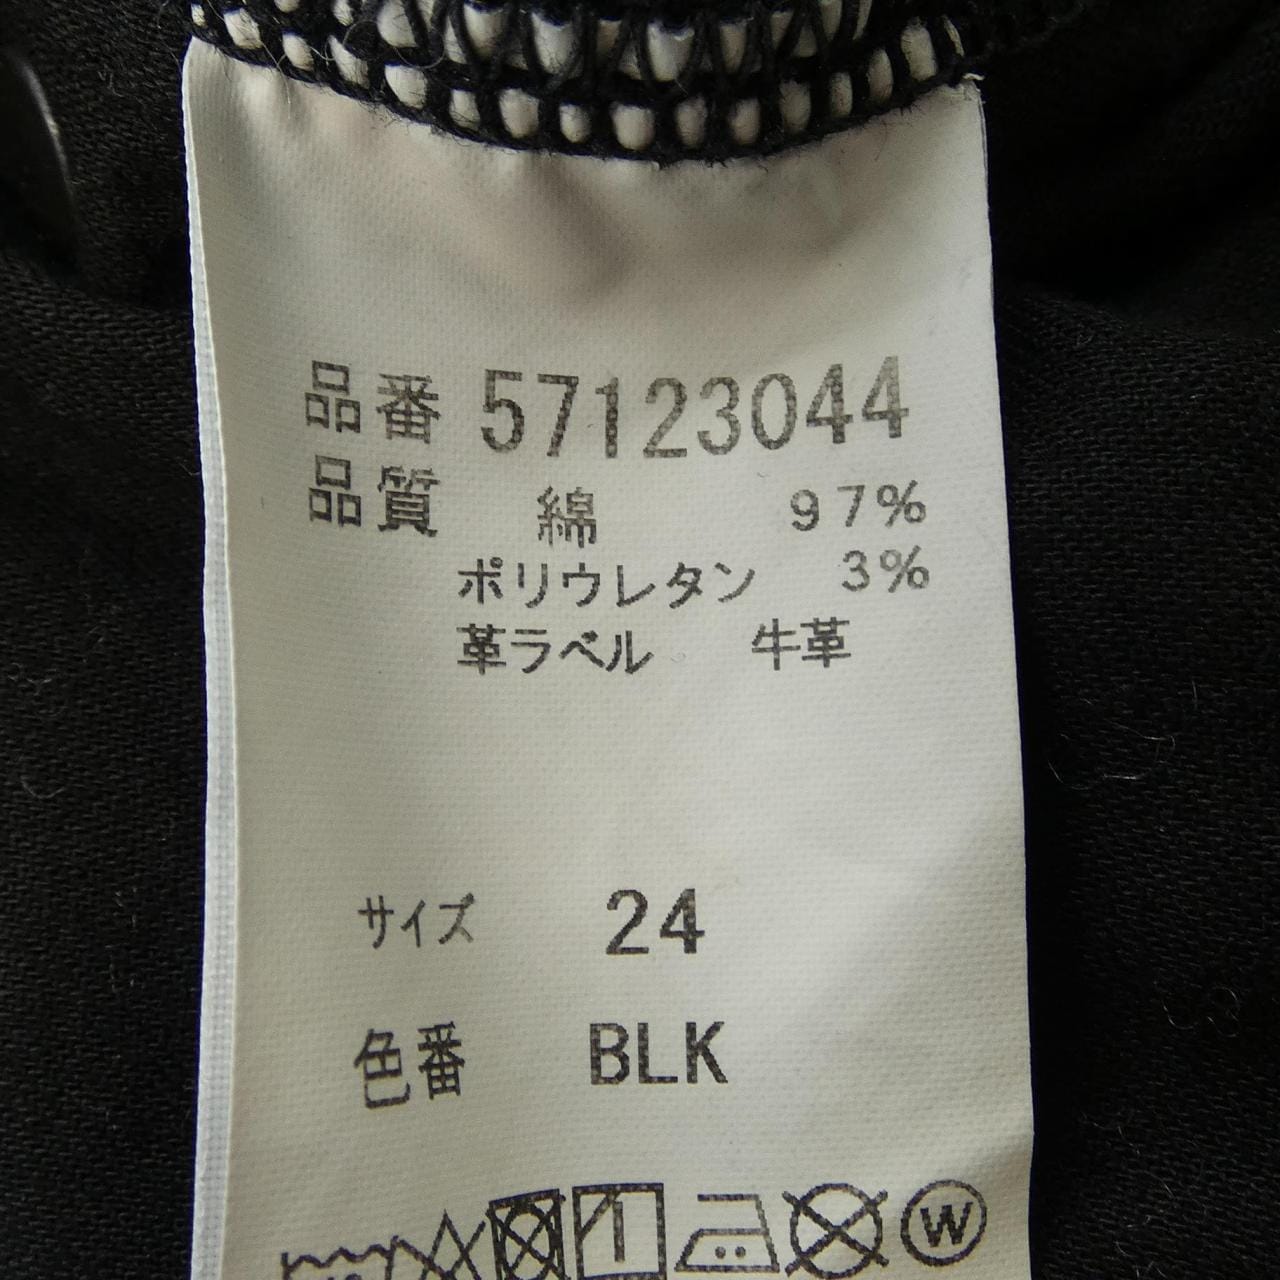 品番 57123044
品質 綿 97%
ポリウレタン 3%
革ラベル 牛革
サイズ 24
色番 BLK
W